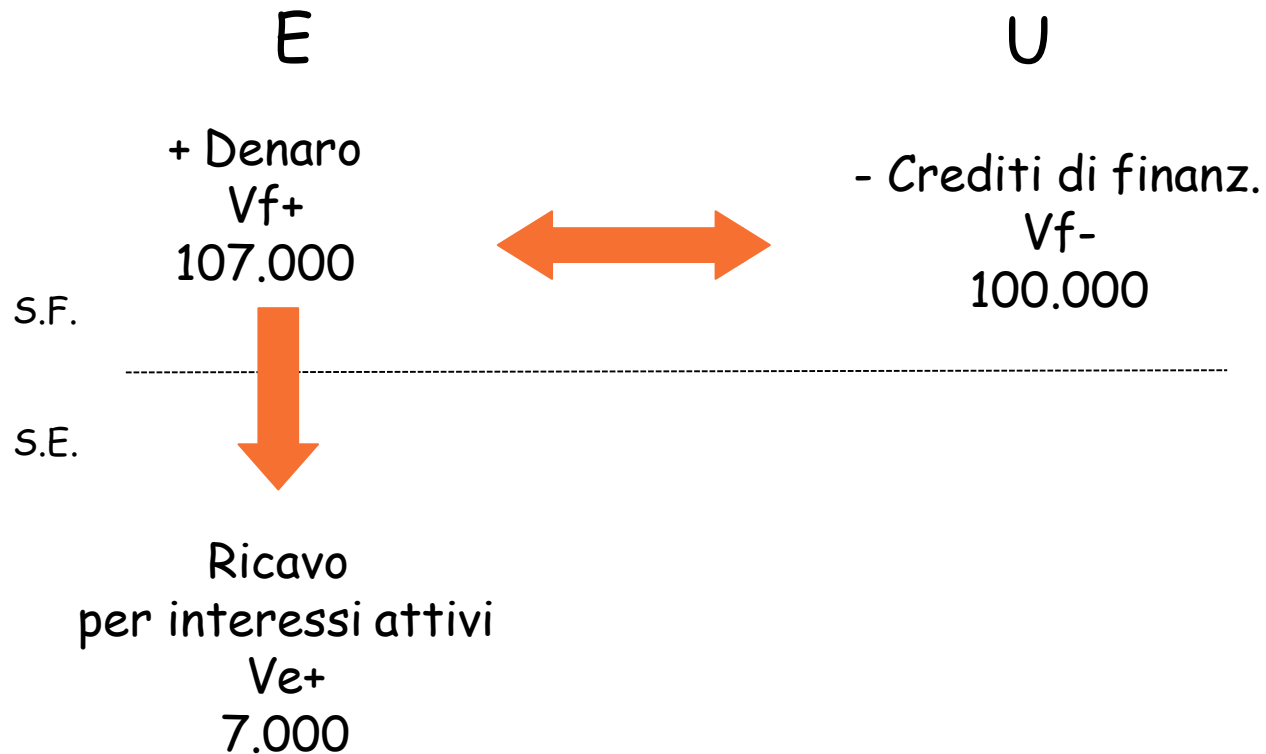 E
U
+ Denaro
Vf+
107.000
- Crediti di finanz.
Vf-
100.000
S.F.
S.E.
Ricavo
per interessi attivi
Ve+
7.000